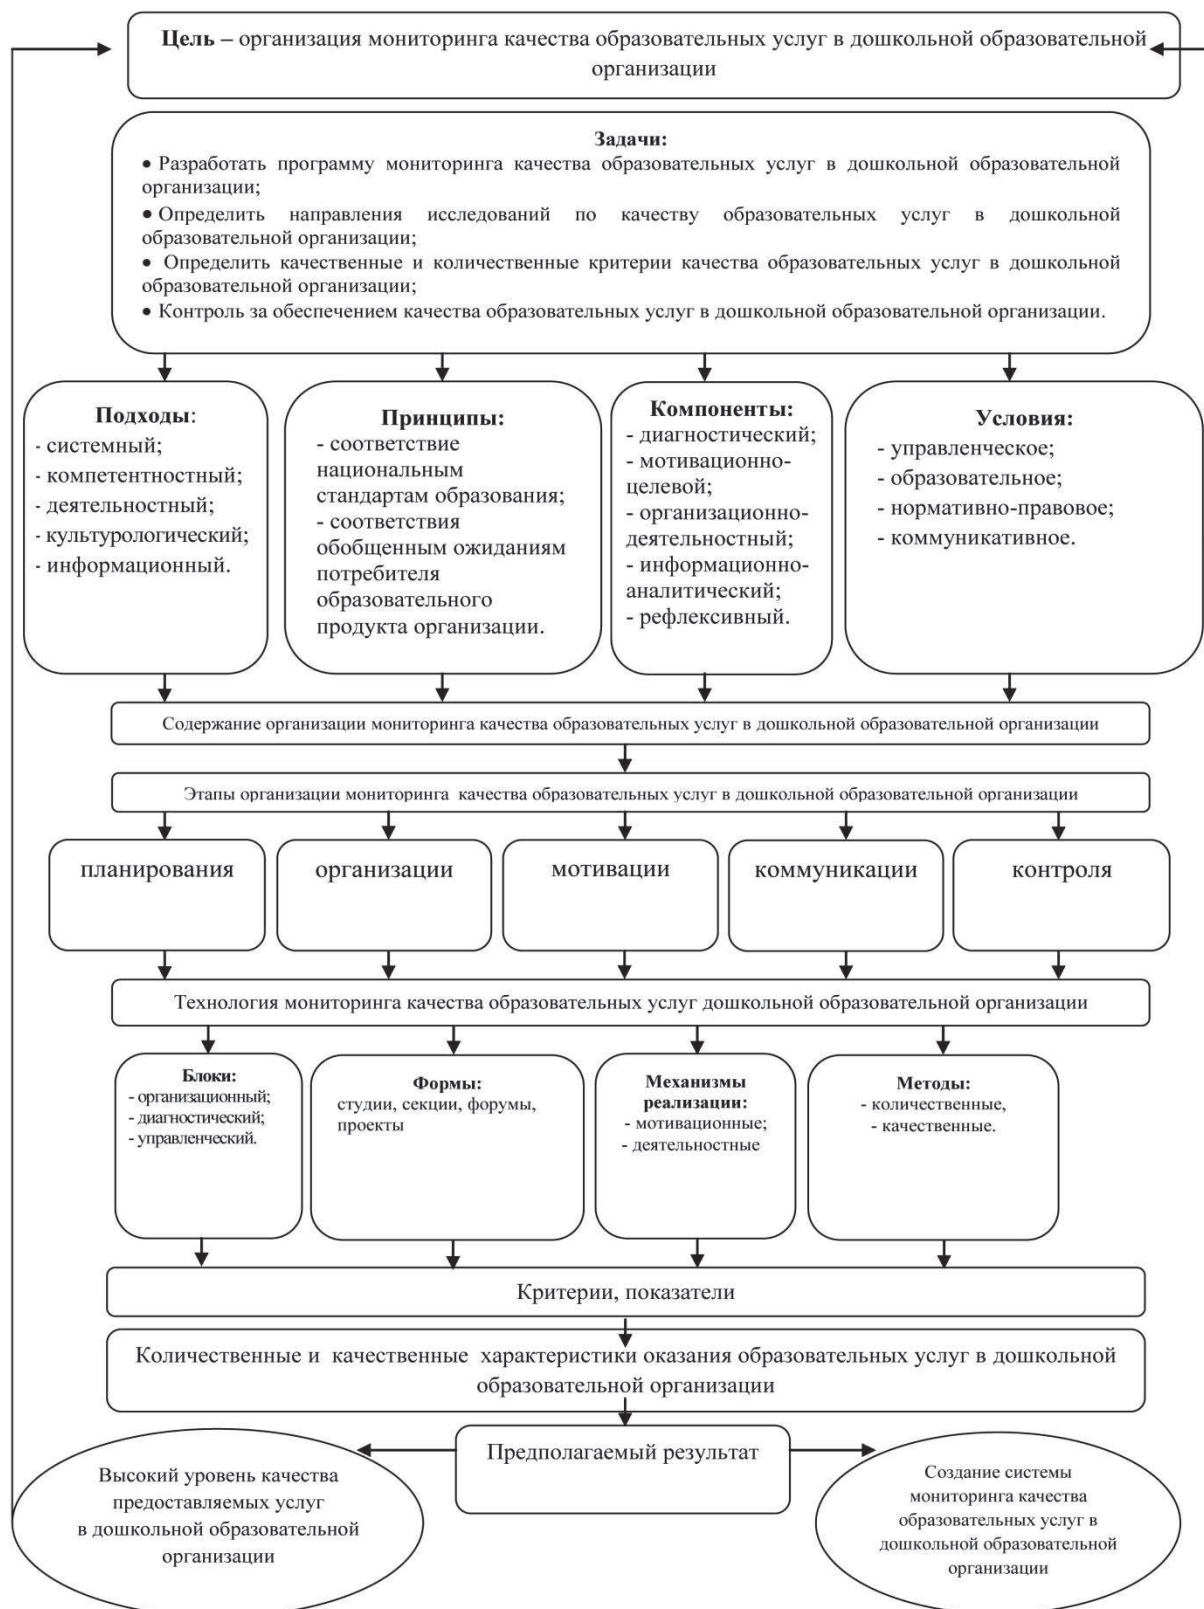 Цель – организация мониторинга качества образовательных услуг в дошкольной образовательной
организации
Задачи:
• Разработать программу мониторинга качества образовательных услуг в дошкольной образовательной
организации;
• Определить направления исследований по качеству образовательных услуг в дошкольной
образовательной организации;
• Определить качественные и количественные критерии качества образовательных услуг в дошкольной
образовательной организации;
• Контроль за обеспечением качества образовательных услуг в дошкольной образовательной организации.
Подходы:
- системный;
- компетентностный;
- деятельностный;
- культурологический;
- информационный.
Принципы:
- соответствие
национальным
стандартам образования;
- соответствия
обобщенным ожиданиям
потребителя
образовательного
продукта организации.
Компоненты:
- диагностический;
- мотивационно-
целевой;
- организационно-
деятельностный;
- информационно-
аналитический;
- рефлексивный.
Условия:
- управленческое;
- образовательное;
- нормативно-правовое;
- коммуникативное.
Содержание организации мониторинга качества образовательных услуг в дошкольной образовательной организации
Этапы организации мониторинга качества образовательных услуг в дошкольной образовательной организации
планирования
организации
мотивации
коммуникации
контроля
Технология мониторинга качества образовательных услуг дошкольной образовательной организации
Блоки:
- организационный;
- диагностический;
- управленческий.
Формы:
студии, секции, форумы,
проекты
Механизмы
реализации:
- мотивационные;
- деятельностные
Методы:
- количественные,
- качественные.
Критерии, показатели
Количественные и качественные характеристики оказания образовательных услуг в дошкольной
образовательной организации
Предполагаемый результат
Высокий уровень качества
предоставляемых услуг
в дошкольной образовательной
организации
Создание системы
мониторинга качества
образовательных услуг в
дошкольной образовательной
организации